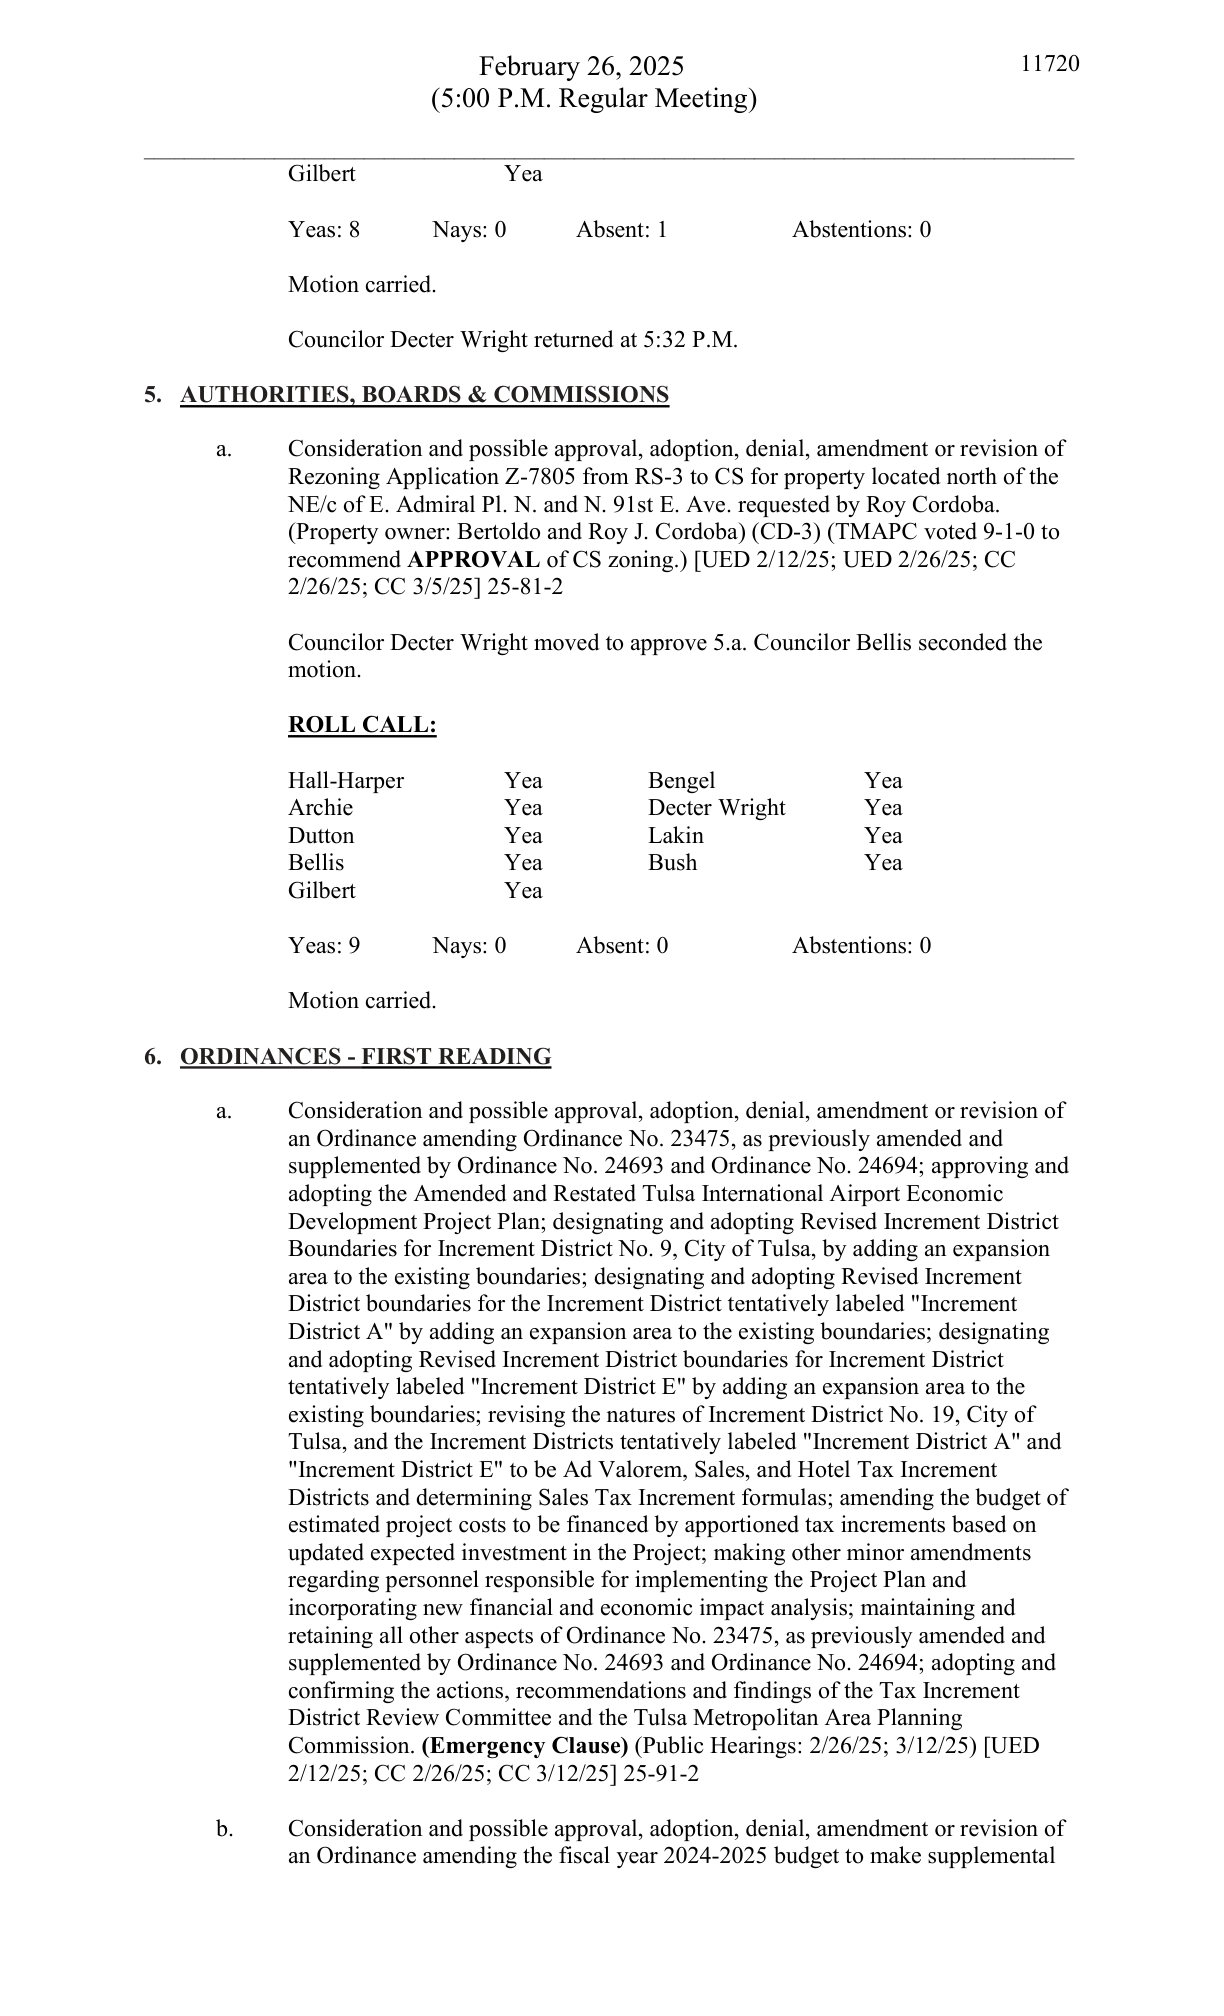 February 26, 2025
11720
(5:00 P.M. Regular Meeting)
Gilbert Yea
Yeas: 8 Nays: 0 Absent: 1 Abstentions: 0
Motion carried.
Councilor Decter Wright returned at 5:32 P.M.
5. AUTHORITIES, BOARDS & COMMISSIONS
a. Consideration and possible approval, adoption, denial, amendment or revision of
Rezoning Application Z-7805 from RS-3 to CS for property located north of the
NE/c of E. Admiral Pl. N. and N. 91st E. Ave. requested by Roy Cordoba.
(Property owner: Bertoldo and Roy J. Cordoba) (CD-3) (TMAPC voted 9-1-0 to
recommend APPROVAL of CS zoning.) [UED 2/12/25; UED 2/26/25; CC
2/26/25; CC 3/5/25] 25-81-2
Councilor Decter Wright moved to approve 5.a. Councilor Bellis seconded the
motion.
ROLL CALL:
Hall-Harper Yea Bengel Yea
Archie Yea Decter Wright Yea
Dutton Yea Lakin Yea
Bellis Yea Bush Yea
Gilbert Yea
Yeas: 9 Nays: 0 Absent: 0 Abstentions: 0
Motion carried.
6. ORDINANCES - FIRST READING
a. Consideration and possible approval, adoption, denial, amendment or revision of
an Ordinance amending Ordinance No. 23475, as previously amended and
supplemented by Ordinance No. 24693 and Ordinance No. 24694; approving and
adopting the Amended and Restated Tulsa International Airport Economic
Development Project Plan; designating and adopting Revised Increment District
Boundaries for Increment District No. 9, City of Tulsa, by adding an expansion
area to the existing boundaries; designating and adopting Revised Increment
District boundaries for the Increment District tentatively labeled "Increment
District A" by adding an expansion area to the existing boundaries; designating
and adopting Revised Increment District boundaries for Increment District
tentatively labeled "Increment District E" by adding an expansion area to the
existing boundaries; revising the natures of Increment District No. 19, City of
Tulsa, and the Increment Districts tentatively labeled "Increment District A" and
"Increment District E" to be Ad Valorem, Sales, and Hotel Tax Increment
Districts and determining Sales Tax Increment formulas; amending the budget of
estimated project costs to be financed by apportioned tax increments based on
updated expected investment in the Project; making other minor amendments
regarding personnel responsible for implementing the Project Plan and
incorporating new financial and economic impact analysis; maintaining and
retaining all other aspects of Ordinance No. 23475, as previously amended and
supplemented by Ordinance No. 24693 and Ordinance No. 24694; adopting and
confirming the actions, recommendations and findings of the Tax Increment
District Review Committee and the Tulsa Metropolitan Area Planning
Commission. (Emergency Clause) (Public Hearings: 2/26/25; 3/12/25) [UED
2/12/25; CC 2/26/25; CC 3/12/25] 25-91-2
b. Consideration and possible approval, adoption, denial, amendment or revision of
an Ordinance amending the fiscal year 2024-2025 budget to make supplemental